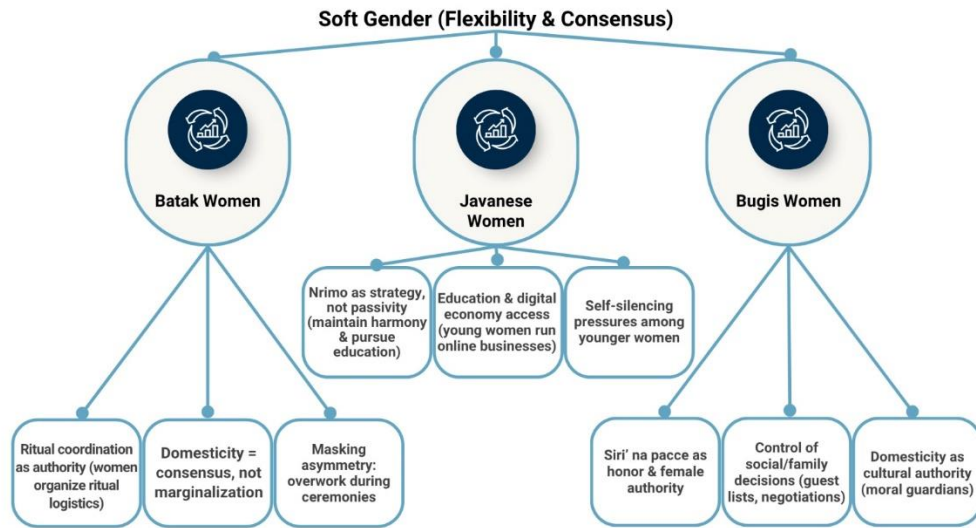 Soft Gender (Flexibility & Consensus)
Batak Women
Javanese
Women
Bugis Women
Nrimo as strategy,
not passivity
(maintain harmony
& pursue
education)
Education & digital
economy access
(young women run
online businesses)
Self-silencing
pressures among
younger women
Ritual coordination
as authority (women
organize ritual
logistics)
Domesticity =
consensus, not
marginalization
Masking
asymmetry:
overwork during
ceremonies
Siri’ na pacce as
honor & female
authority
Control of
social/family
decisions (guest
lists, negotiations)
Domesticity as
cultural authority
(moral guardians)